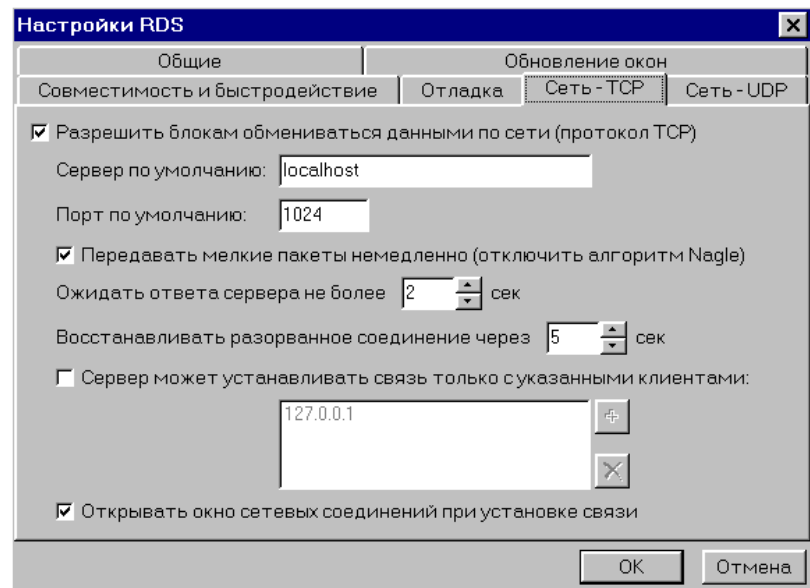 Настройки RDS
Общие
Обновление окон
Совместимость и быстродействие
Отладка
Сеть - TCP
Сеть - UDP
Разрешить блокам обмениваться данными по сети (протокол TCP)
Сервер по умолчанию: localhost
Порт по умолчанию: 1024
Передавать мелкие пакеты немедленно (отключить алгоритм Nagle)
Ожидать ответа сервера не более 2 сек
Восстанавливать разорванное соединение через 5 сек
Сервер может устанавливать связь только с указанными клиентами:
127.0.0.1
Открывать окно сетевых соединений при установке связи
OK
Отмена